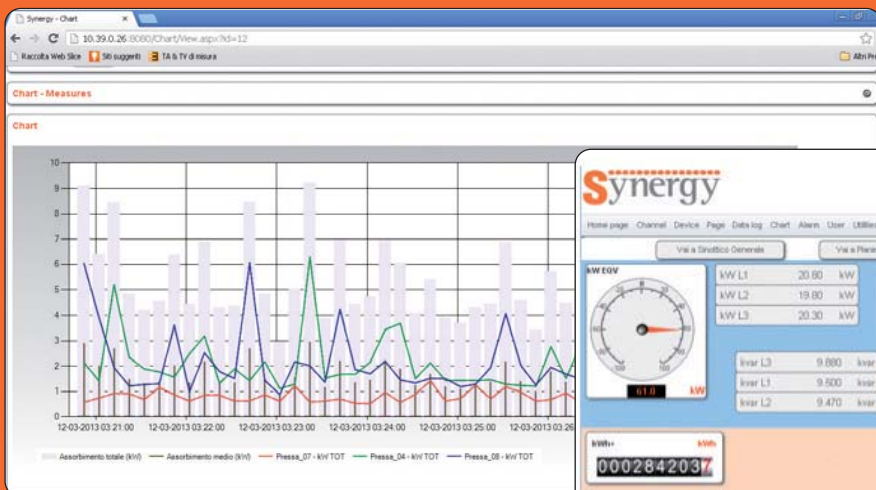 Synergy - Chart
10.39.0.26:8080/Chart/View.aspx?id=12
Raccolta Web Slice Siti suggeriti TA & TV di misura Altri Pre
Chart - Measures
Chart
10
9
8
7
6
5
4
3
2
1
0
12-03-2013 03:21:00 12-03-2013 03:22:00 12-03-2013 03:23:00 12-03-2013 03:24:00 12-03-2013 03:25:00 12-03-2013 03:26
Assorbimento totale (kW) Assorbimento medio (kW) Pressa_07 - kW TOT Pressa_04 - kW TOT Pressa_08 - kW TOT
Synergy
Home page Channel Device Page Data log Chart Alarm User Utilities
Vai a Sinottico Generale Vai a
kW EQV
61.0 kW
kW L1 20.80 kW
kW L2 19.80 kW
kW L3 20.30 kW
kvar L3 9.880 kvar
kvar L1 9.500 kvar
kvar L2 9.470 kvar
kWh+ kWh
0002842037